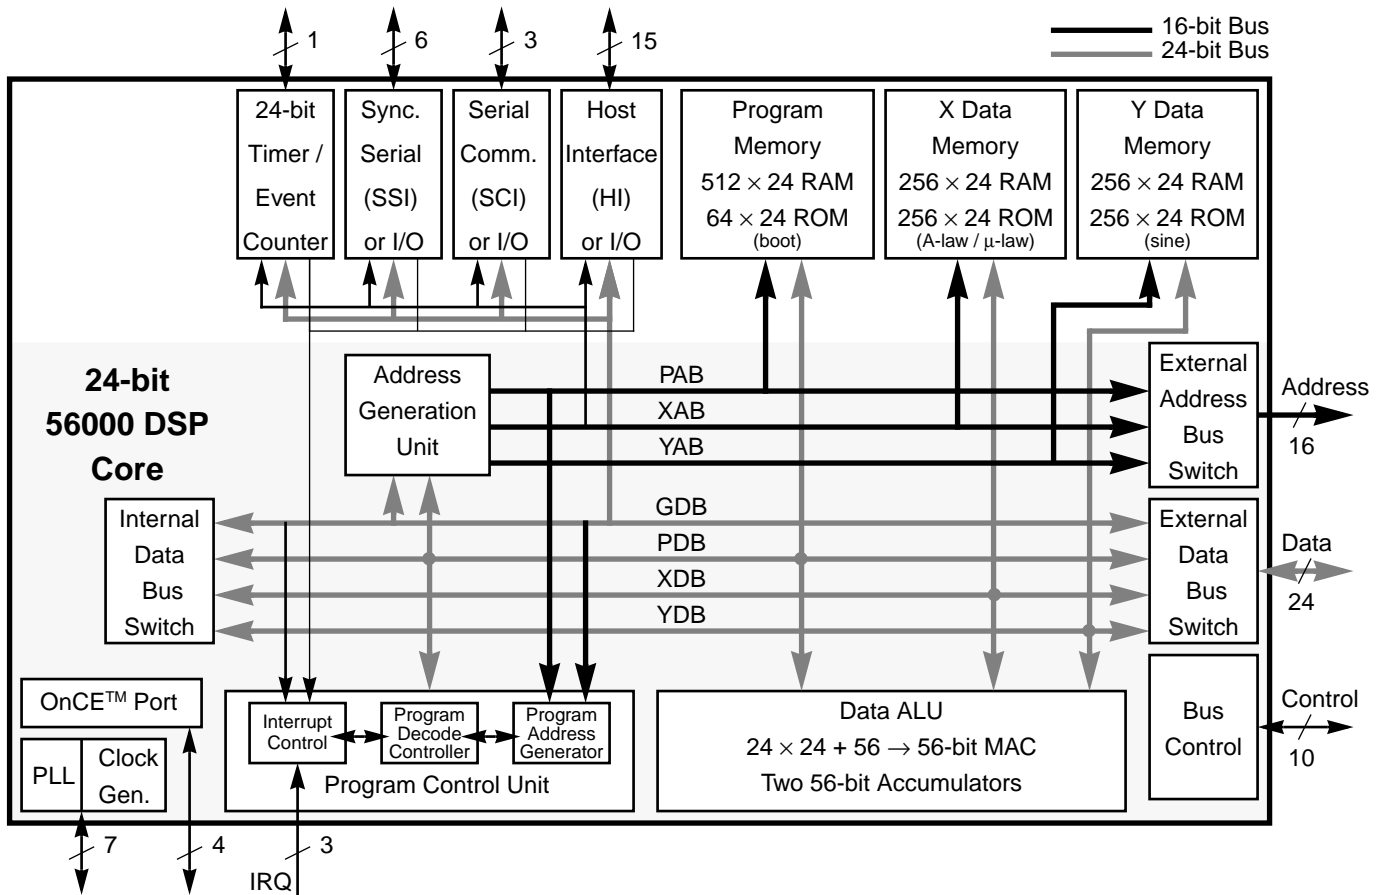 1
6
3
15
16-bit Bus
24-bit Bus
24-bit
Timer /
Event
Counter
Sync.
Serial
(SSI)
or I/O
Serial
Comm.
(SCI)
or I/O
Host
Interface
(HI)
or I/O
Program
Memory
512 × 24 RAM
64 × 24 ROM
(boot)
X Data
Memory
256 × 24 RAM
256 × 24 ROM
(A-law / μ-law)
Y Data
Memory
256 × 24 RAM
256 × 24 ROM
(sine)
24-bit
56000 DSP
Core
Address
Generation
Unit
PAB
XAB
YAB
External
Address
Bus
Switch
Address
16
Internal
Data
Bus
Switch
GDB
PDB
XDB
YDB
External
Data
Bus
Switch
Data
24
OnCE™ Port
PLL
Clock
Gen.
Interrupt
Control
Program
Decode
Controller
Program
Address
Generator
Program Control Unit
Data ALU
24 × 24 + 56 → 56-bit MAC
Two 56-bit Accumulators
Bus
Control
Control
10
7
4
3
IRQ